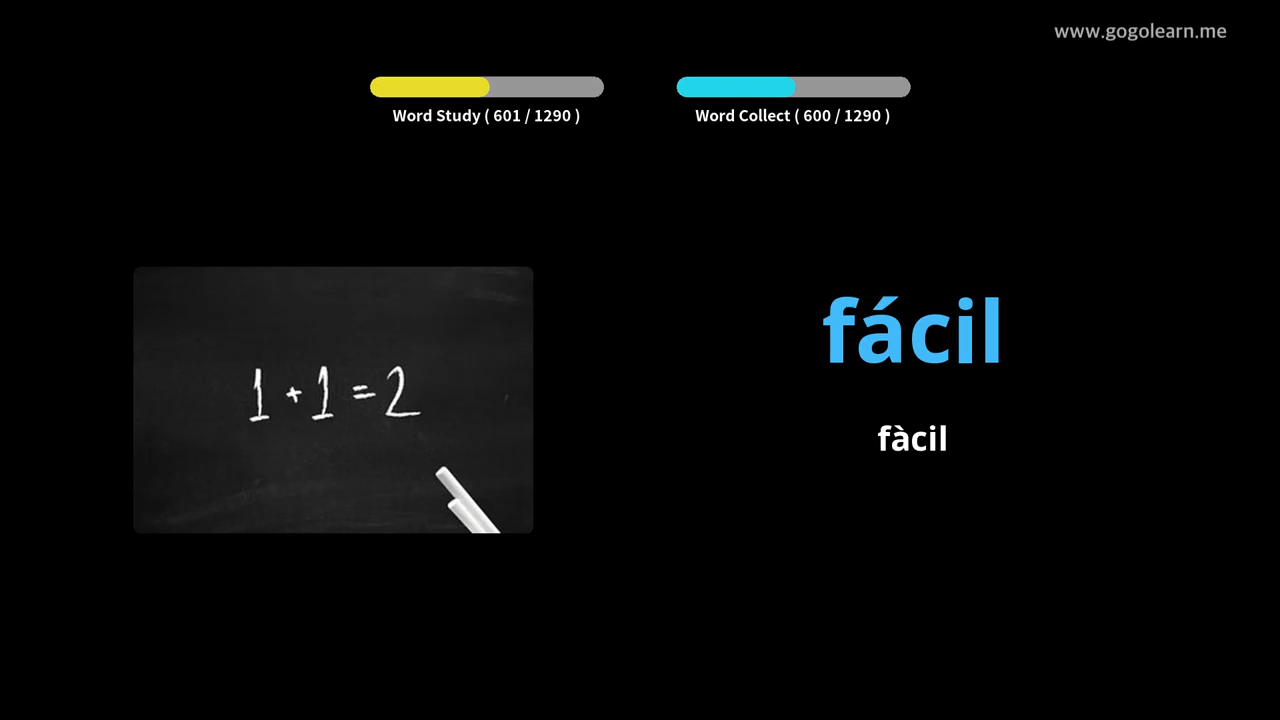 www.gogolearn.me
Word Study ( 601 / 1290 )
Word Collect ( 600 / 1290 )
1 + 1 = 2
fácil
fàcil